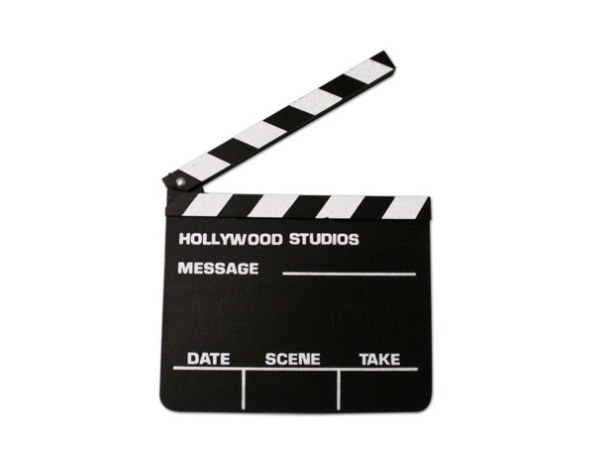 HOLLYWOOD STUDIOS
MESSAGE
DATE SCENE TAKE